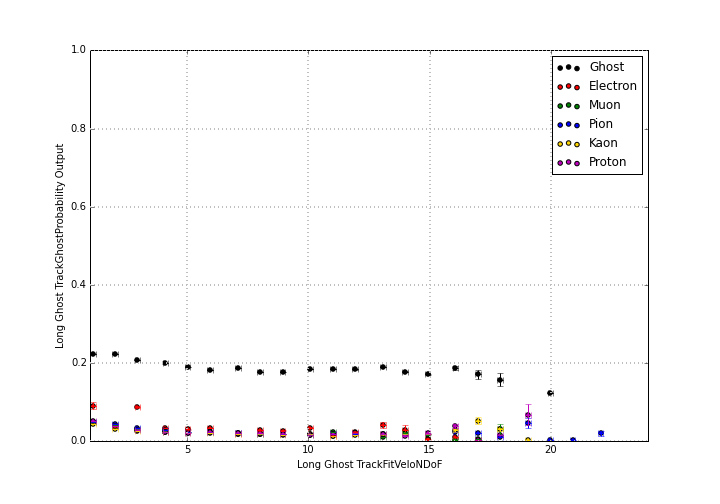 1.0
0.8
0.6
0.4
0.2
0.0
Long Ghost TrackGhostProbability Output
5
10
15
20
Long Ghost TrackFitVeloNDoF
Ghost
Electron
Muon
Pion
Kaon
Proton